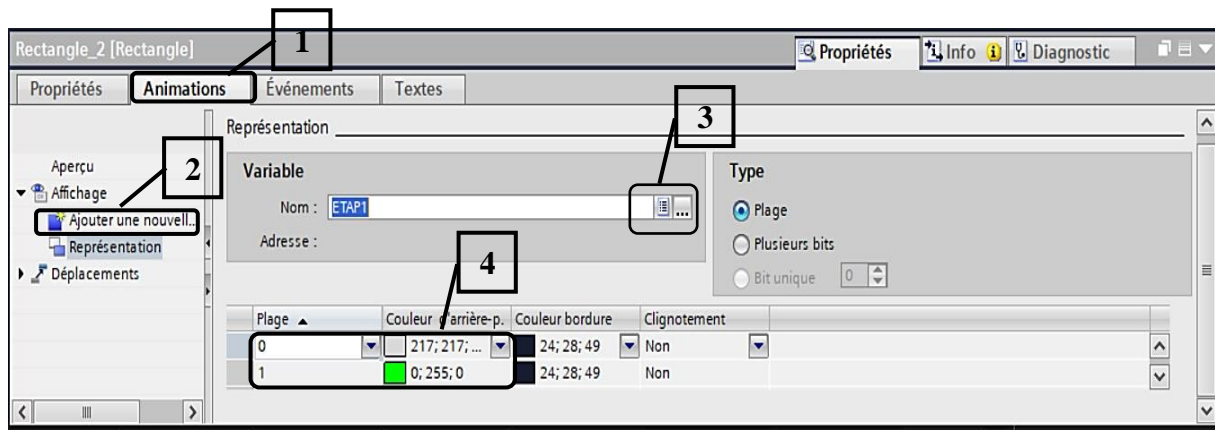 1
Rectangle_2 [Rectangle]
Propriétés
Info
Diagnostic
Propriétés
Animations
Événements
Textes
3
Représentation
2
Aperçu
Affichage
Ajouter une nouvell...
Représentation
Déplacements
Variable
Nom : ETAP1
...
Adresse :
Type
Plage
Plusieurs bits
Bit unique 0
4
Plage Couleur d'arrière-p. Couleur bordure Clignotement
0 217; 217; ... 24; 28; 49 Non
1 0; 255; 0 24; 28; 49 Non